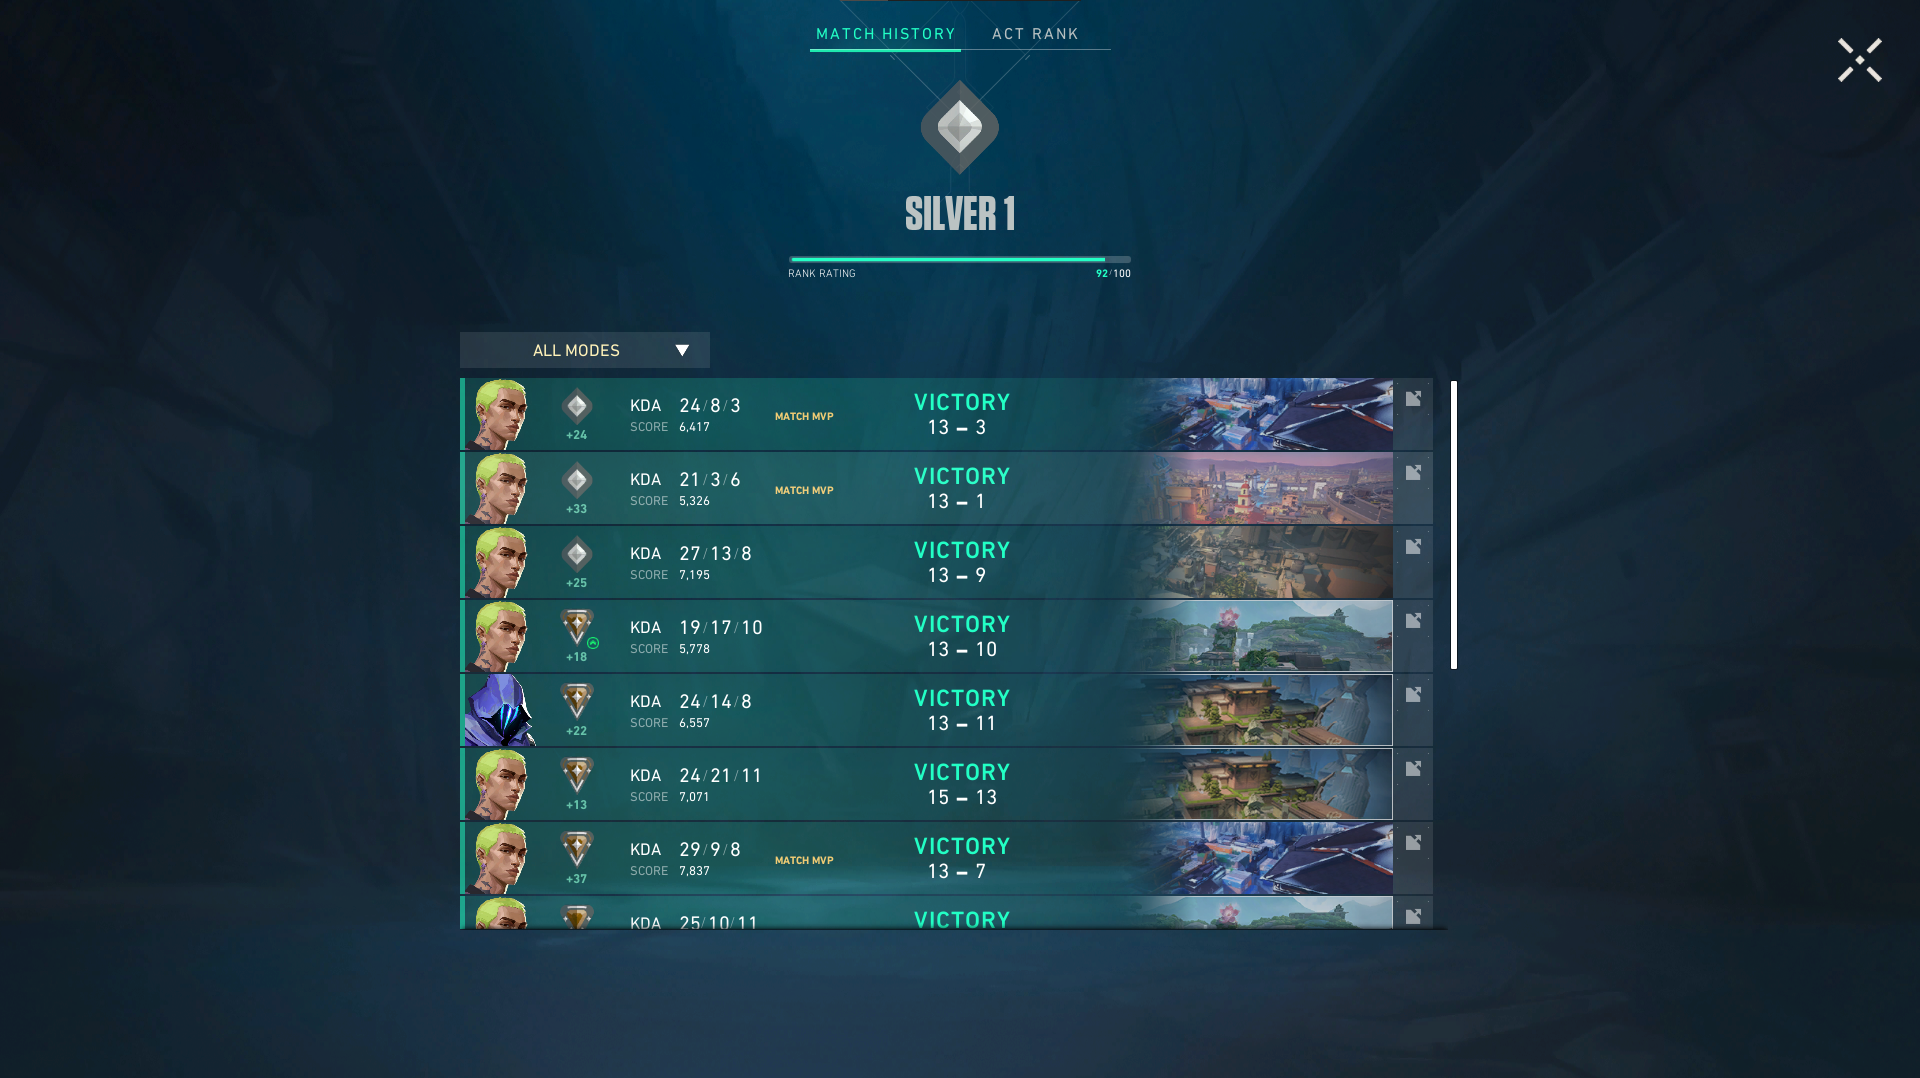 MATCH HISTORY ACT RANK
SILVER 1
RANK RATING 92/100
ALL MODES
KDA 24/8/3 MATCH MVP VICTORY
+24 SCORE 6,417 13 – 3
KDA 21/3/6 MATCH MVP VICTORY
+33 SCORE 5,326 13 – 1
KDA 27/13/8 VICTORY
+25 SCORE 7,195 13 – 9
KDA 19/17/10 VICTORY
+18 SCORE 5,778 13 – 10
KDA 24/14/8 VICTORY
+22 SCORE 6,557 13 – 11
KDA 24/21/11 VICTORY
+13 SCORE 7,071 15 – 13
KDA 29/9/8 MATCH MVP VICTORY
+37 SCORE 7,837 13 – 7
KDA 25/10/11 VICTORY